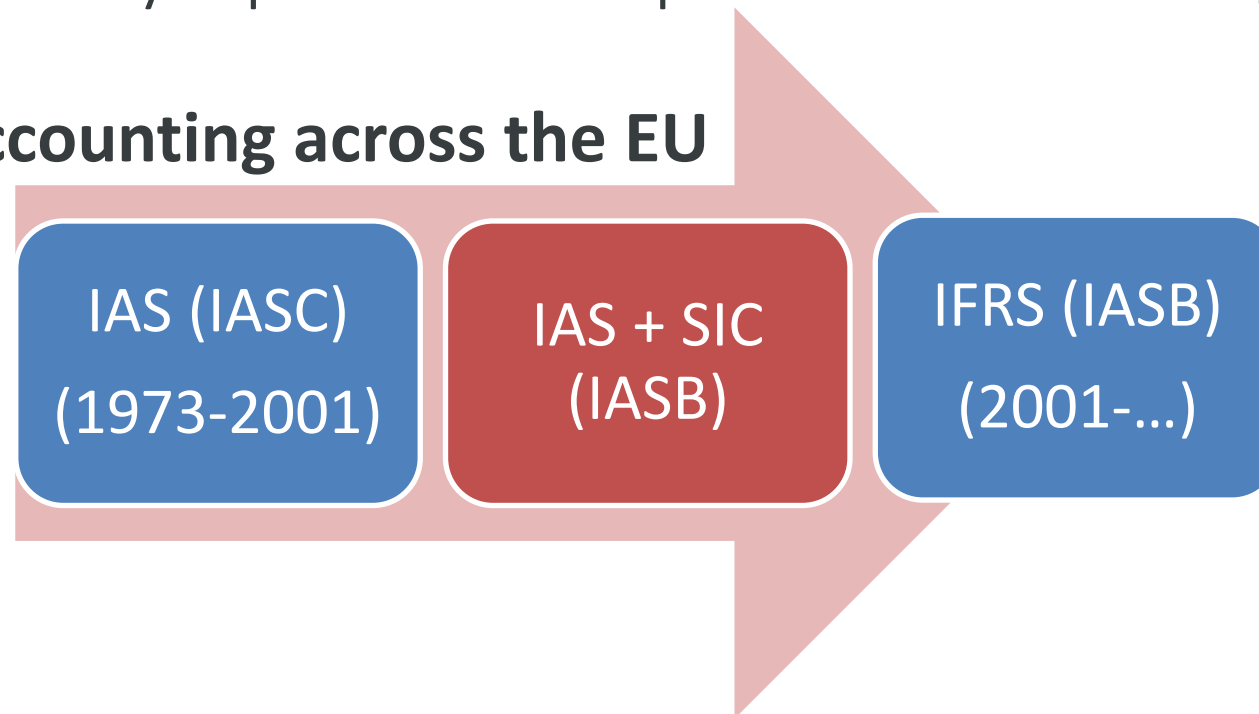 ccounting across the EU
IAS (IASC)
(1973-2001)
IAS + SIC
(IASB)
IFRS (IASB)
(2001-...)